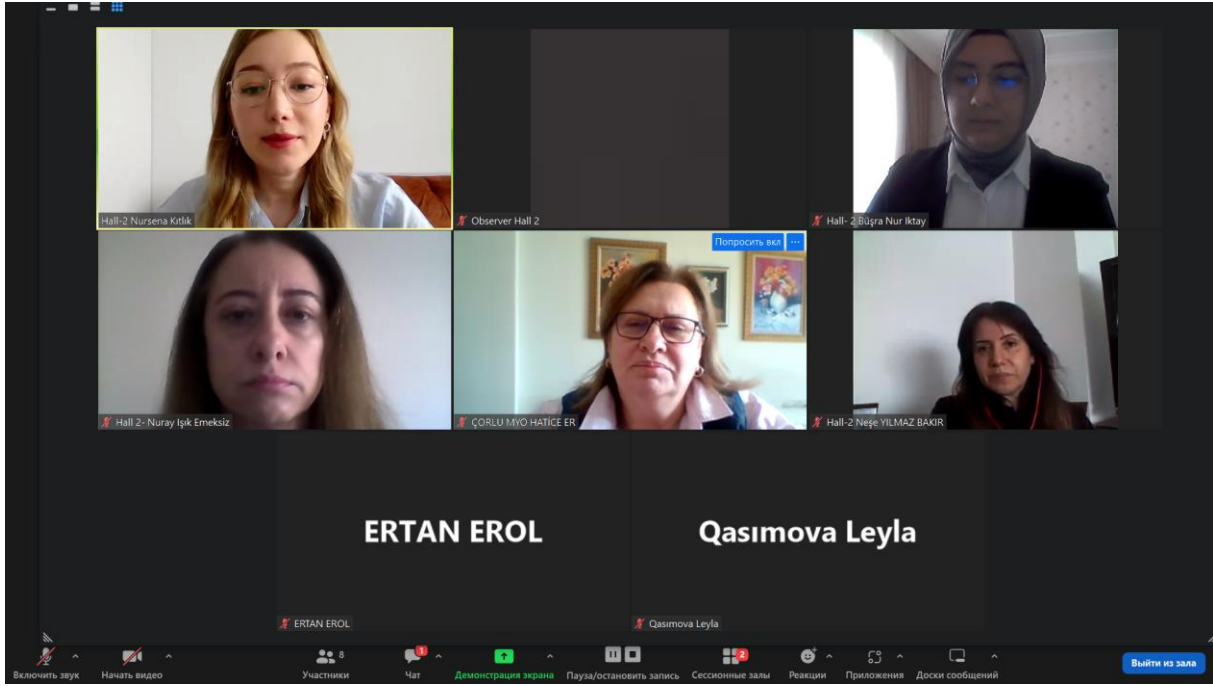 Hall-2 Nursena Kıtlık
Observer Hall 2
Hall- 2 Büşra Nur Iktay
Попросить вкл ...
Hall 2- Nuray Işık Emeksiz
ÇORLU MYO HATİCE ER
Hall-2 Neşe YILMAZ BAKIR
ERTAN EROL
Qasımova Leyla
ERTAN EROL
Qasımova Leyla
8
1
2
Включить звук
Начать видео
Участники
Чат
Демонстрация экрана
Пауза/остановить запись
Сессионные залы
Реакции
Приложения
Доски сообщений
Выйти из зала